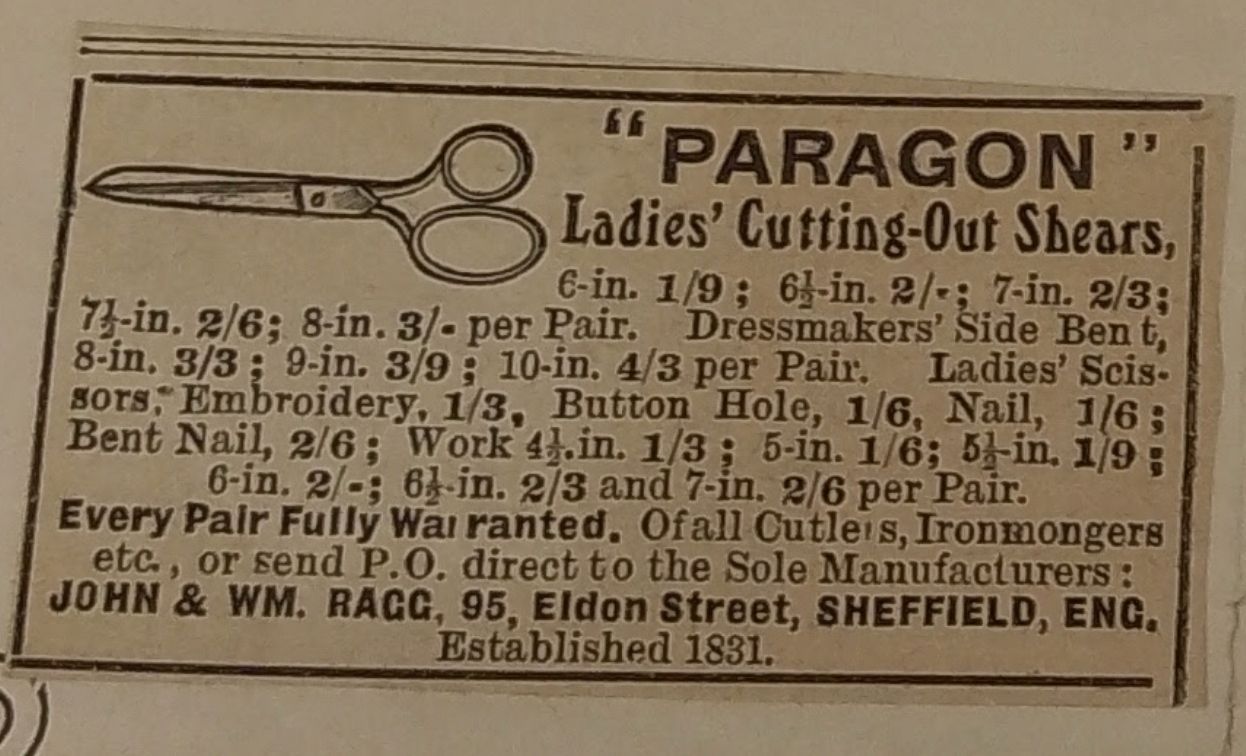 “PARAGON”
Ladies’ Cutting-Out Shears,
6-in. 1/9; 6½-in. 2/-; 7-in. 2/3;
7½-in. 2/6; 8-in. 3/- per Pair. Dressmakers’ Side Bent,
8-in. 3/3; 9-in. 3/9; 10-in. 4/3 per Pair. Ladies’ Scis-
sors, Embroidery, 1/3, Button Hole, 1/6, Nail, 1/6;
Bent Nail, 2/6; Work 4½.in. 1/3; 5-in. 1/6; 5½-in. 1/9;
6-in. 2/-; 6½-in. 2/3 and 7-in. 2/6 per Pair.
Every Pair Fully Warranted. Of all Cutlers, Ironmongers
etc., or send P.O. direct to the Sole Manufacturers:
JOHN & WM. RAGG, 95, Eldon Street, SHEFFIELD, ENG.
Established 1831.